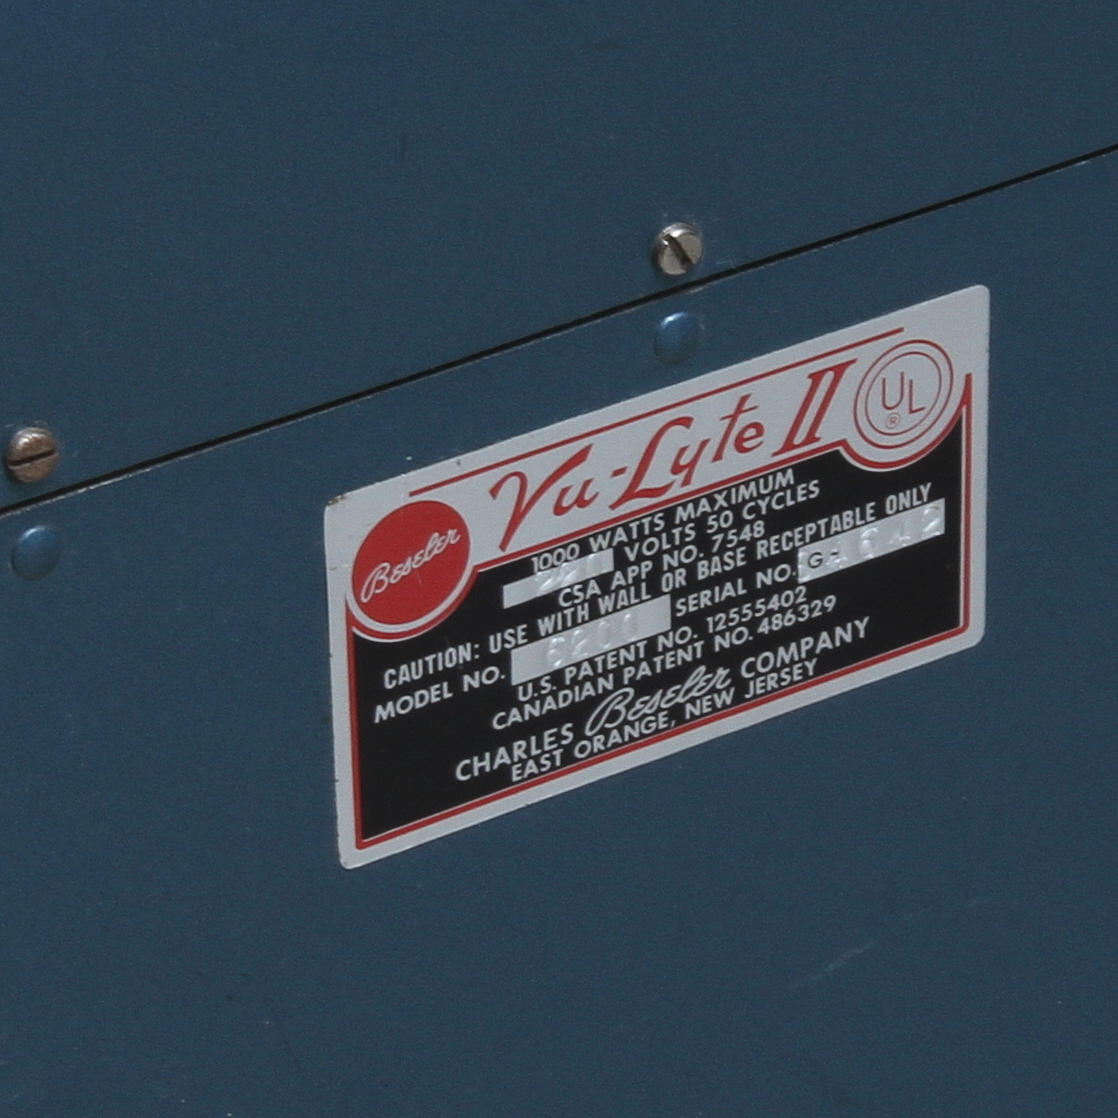 Vu-Lyte II
UL
®
Beseler
1000 WATTS MAXIMUM
VOLTS 50 CYCLES
CSA APP NO. 7548
CAUTION: USE WITH WALL OR BASE RECEPTABLE ONLY
MODEL NO. 6200 SERIAL NO. G-
U.S. PATENT NO. 12555402
CANADIAN PATENT NO. 486329
CHARLES Beseler COMPANY
EAST ORANGE, NEW JERSEY